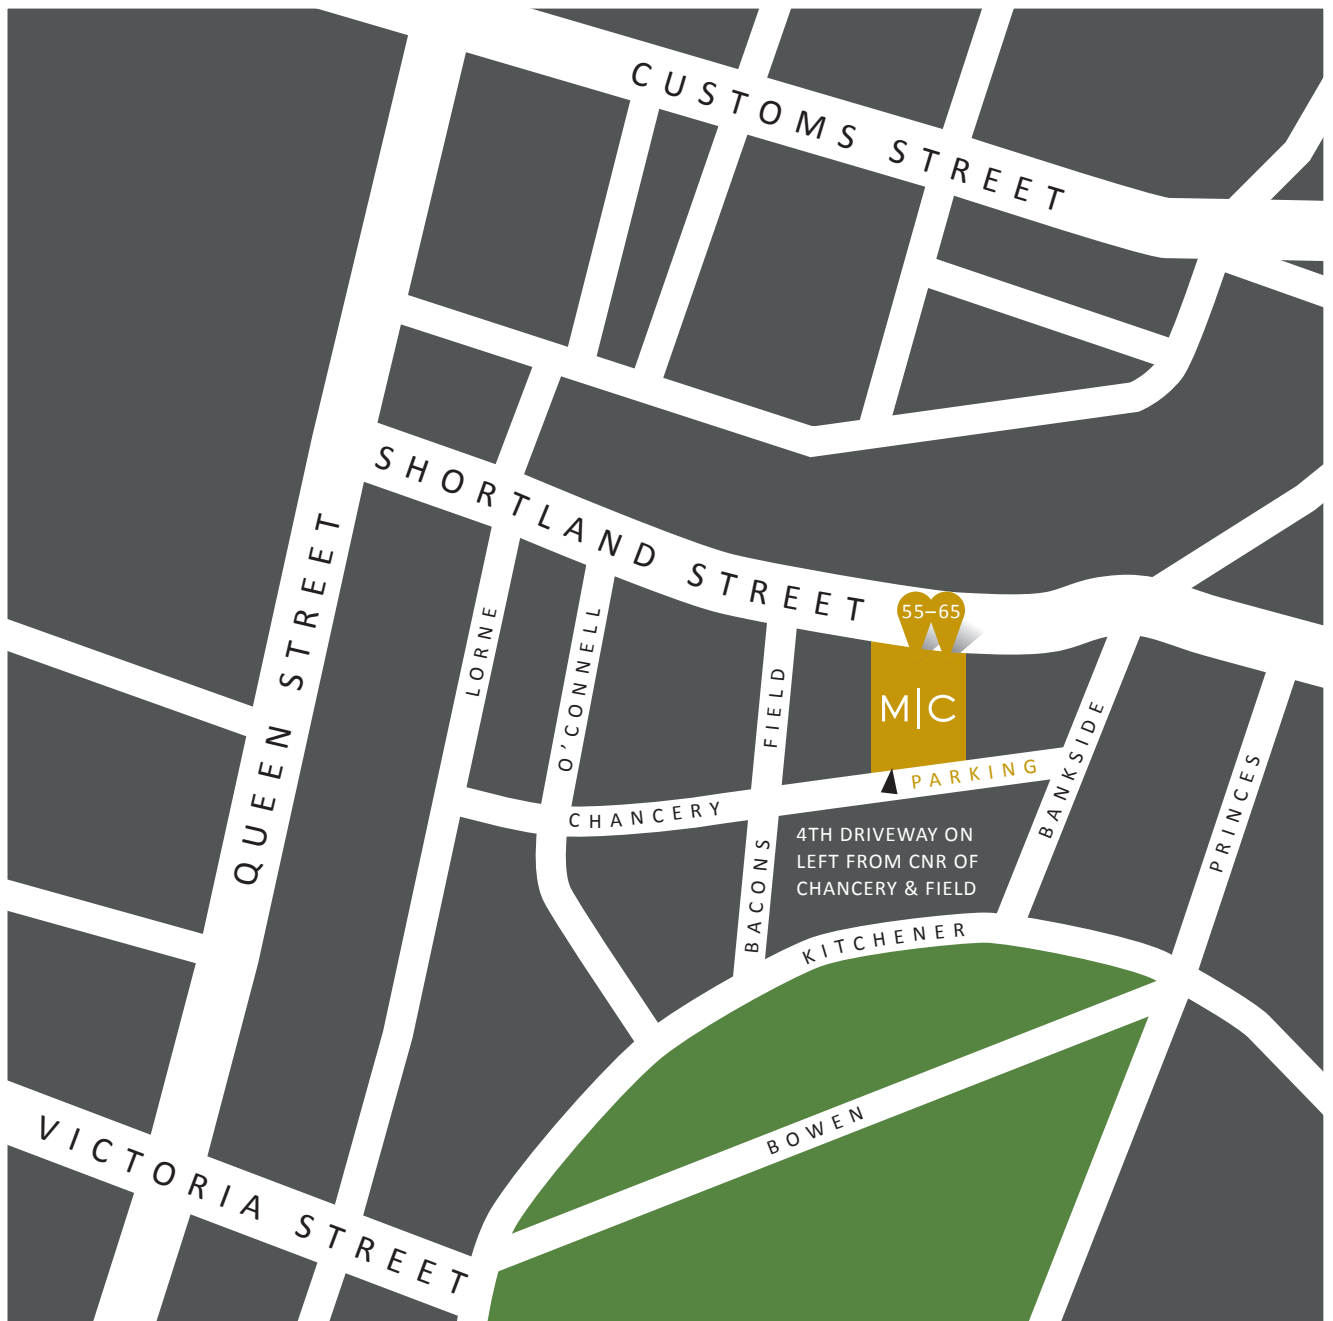 CUSTOMS STREET
SHORTLAND STREET
QUEEN STREET
LORNE
O'CONNELL
FIELD
55–65
M|C
PARKING
BANKSIDE
PRINCES
CHANCERY
BACONS
4TH DRIVEWAY ON
LEFT FROM CNR OF
CHANCERY & FIELD
KITCHENER
BOWEN
VICTORIA STREET